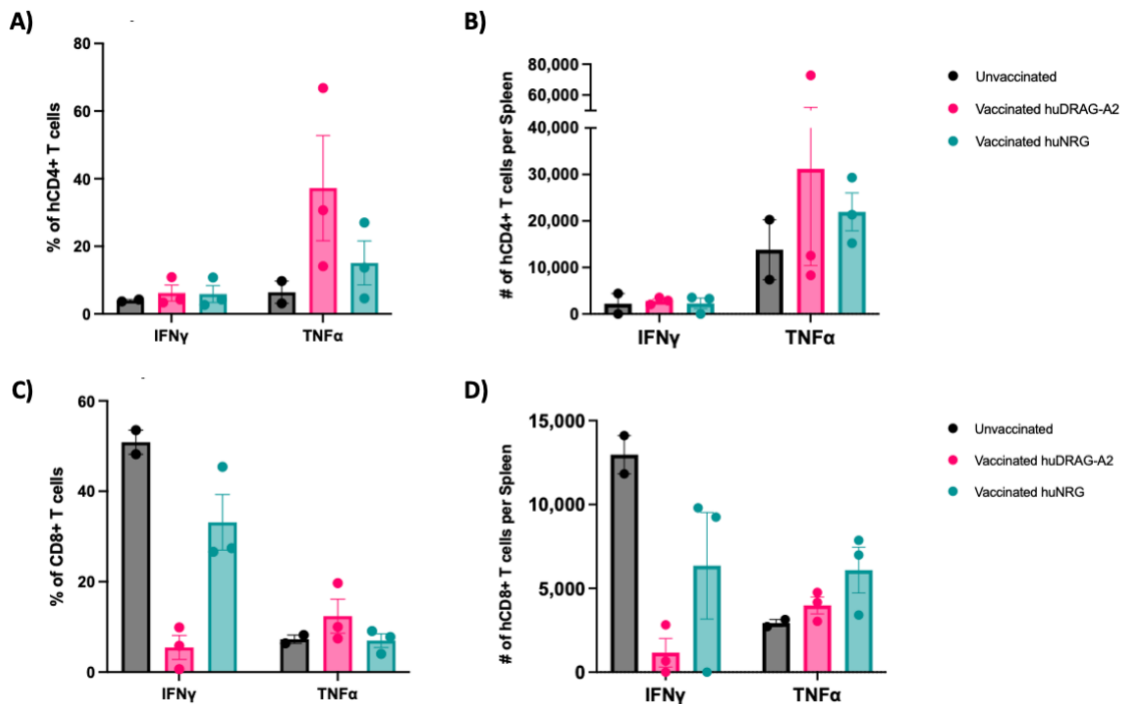 A)
% of hCD4+ T cells
80
60
40
20
0
IFNγ
TNFα
B)
# of hCD4+ T cells per Spleen
80,000
60,000
40,000
30,000
20,000
10,000
0
IFNγ
TNFα
Unvaccinated
Vaccinated huDRAG-A2
Vaccinated huNRG
C)
% of CD8+ T cells
60
40
20
0
IFNγ
TNFα
D)
# of hCD8+ T cells per Spleen
15,000
10,000
5,000
0
IFNγ
TNFα
Unvaccinated
Vaccinated huDRAG-A2
Vaccinated huNRG